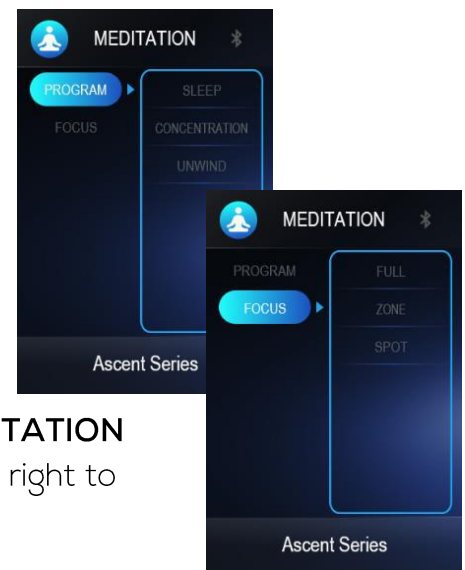 MEDITATION
PROGRAM
SLEEP
FOCUS
CONCENTRATION
UNWIND
Ascent Series
MEDITATION
PROGRAM
FULL
FOCUS
ZONE
SPOT
Ascent Series
TATION
right to